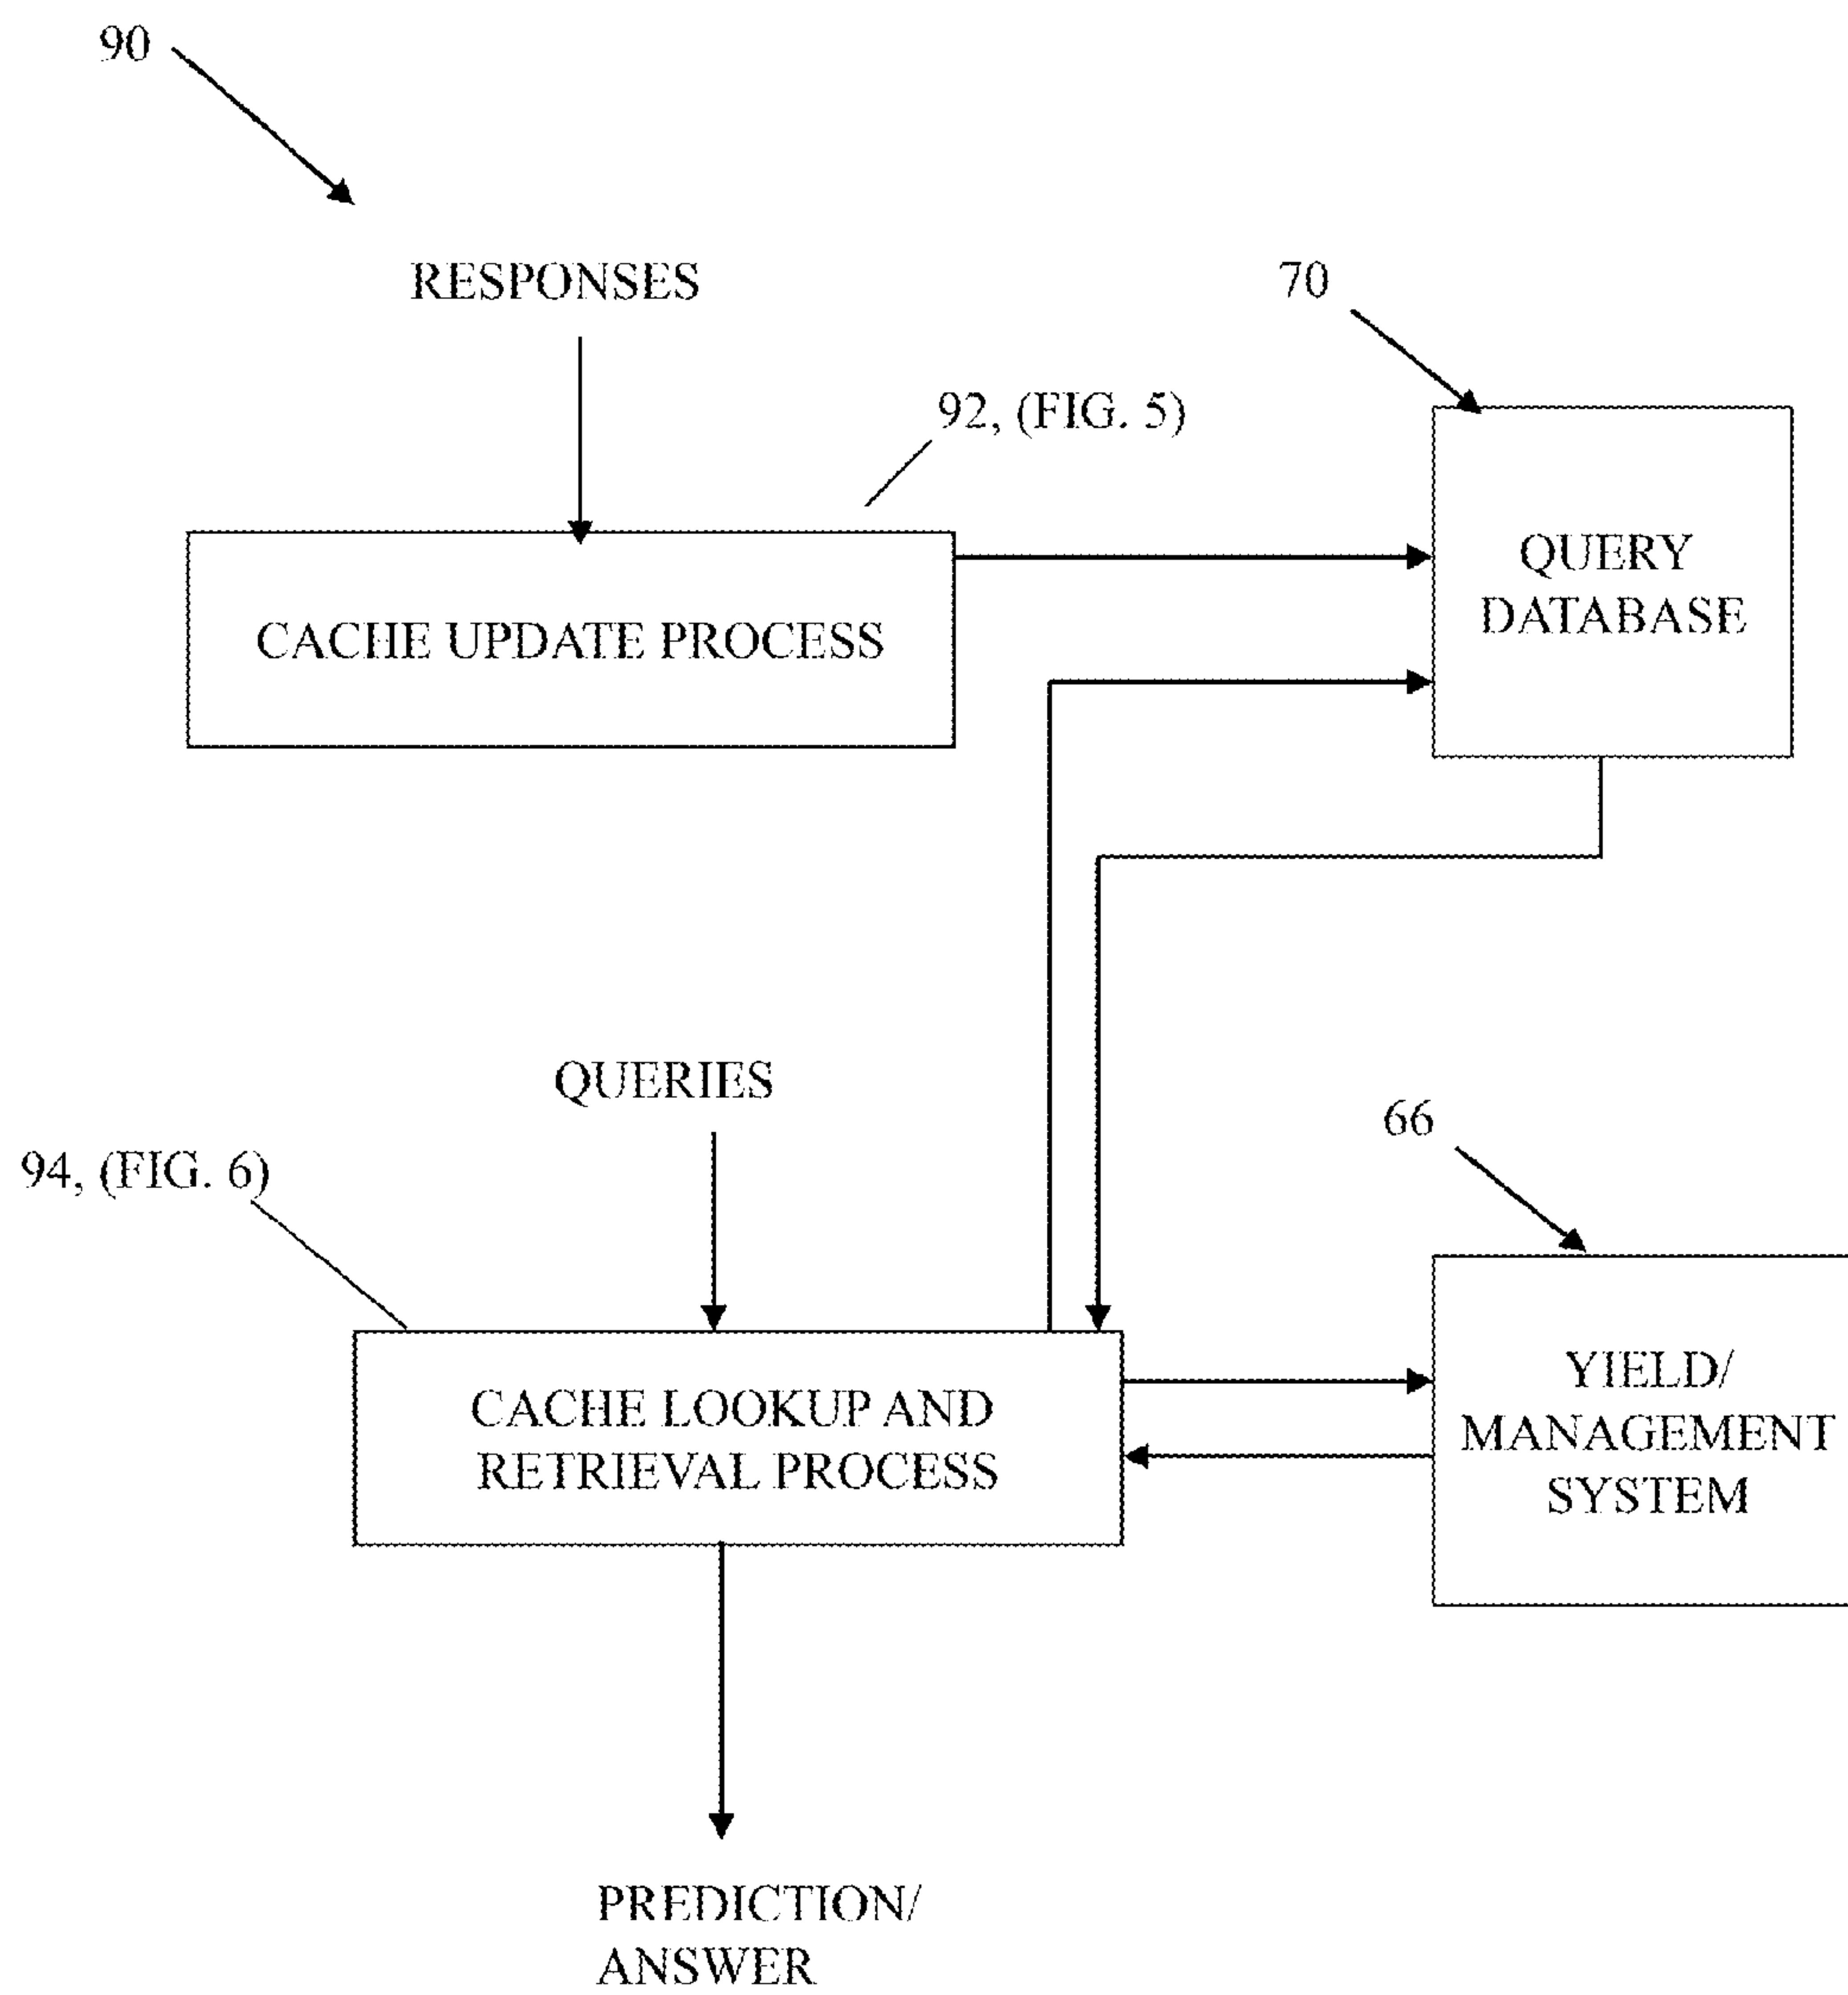 90
RESPONSES
70
92, (FIG. 5)
QUERY
DATABASE
CACHE UPDATE PROCESS
QUERIES
66
94, (FIG. 6)
YIELD/
MANAGEMENT
SYSTEM
CACHE LOOKUP AND
RETRIEVAL PROCESS
PREDICTION/
ANSWER